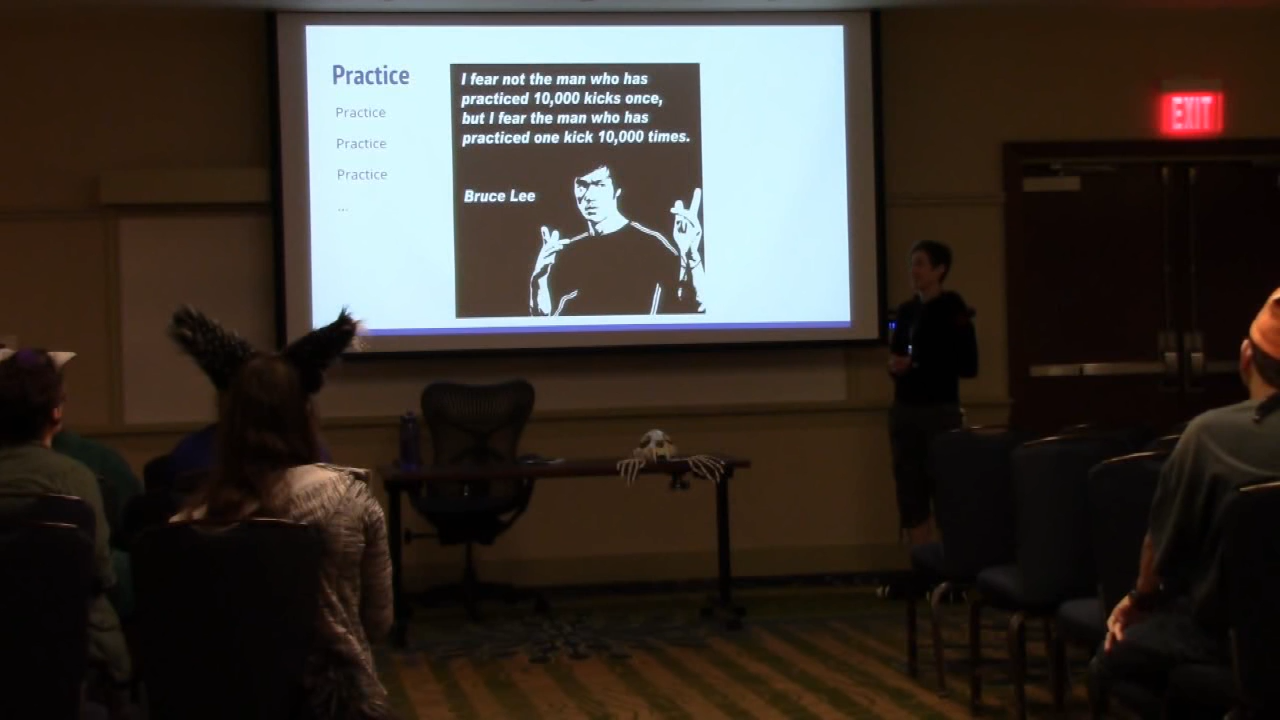 Practice
Practice
Practice
Practice
...
I fear not the man who has
practiced 10,000 kicks once,
but I fear the man who has
practiced one kick 10,000 times.
Bruce Lee
EXIT